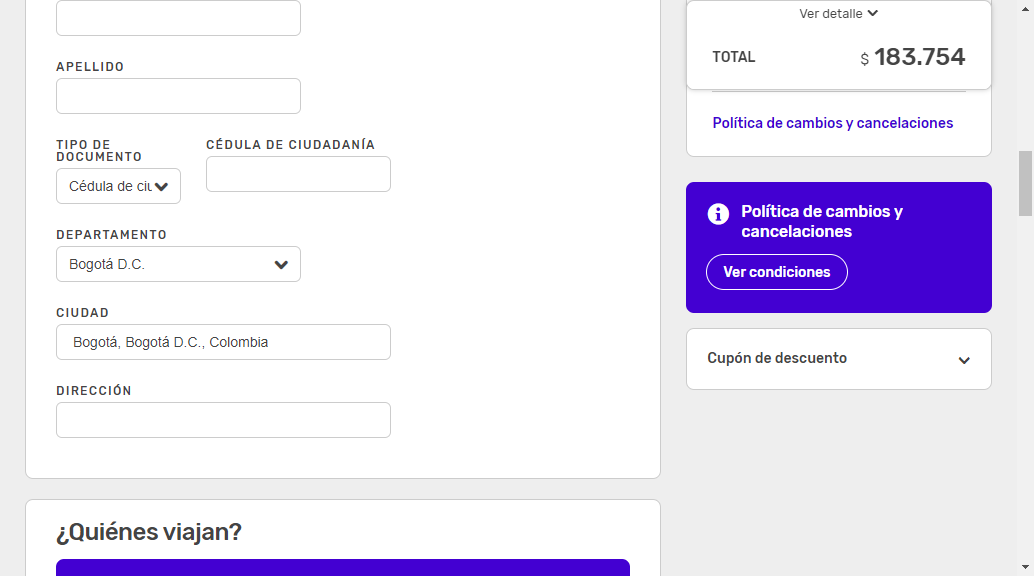 APELLIDO
TIPO DE
DOCUMENTO
CÉDULA DE CIUDADANÍA
Cédula de ciu
DEPARTAMENTO
Bogotá D.C.
CIUDAD
Bogotá, Bogotá D.C., Colombia
DIRECCIÓN
¿Quiénes viajan?
Ver detalle
TOTAL
$ 183.754
Política de cambios y cancelaciones
Política de cambios y
cancelaciones
Ver condiciones
Cupón de descuento